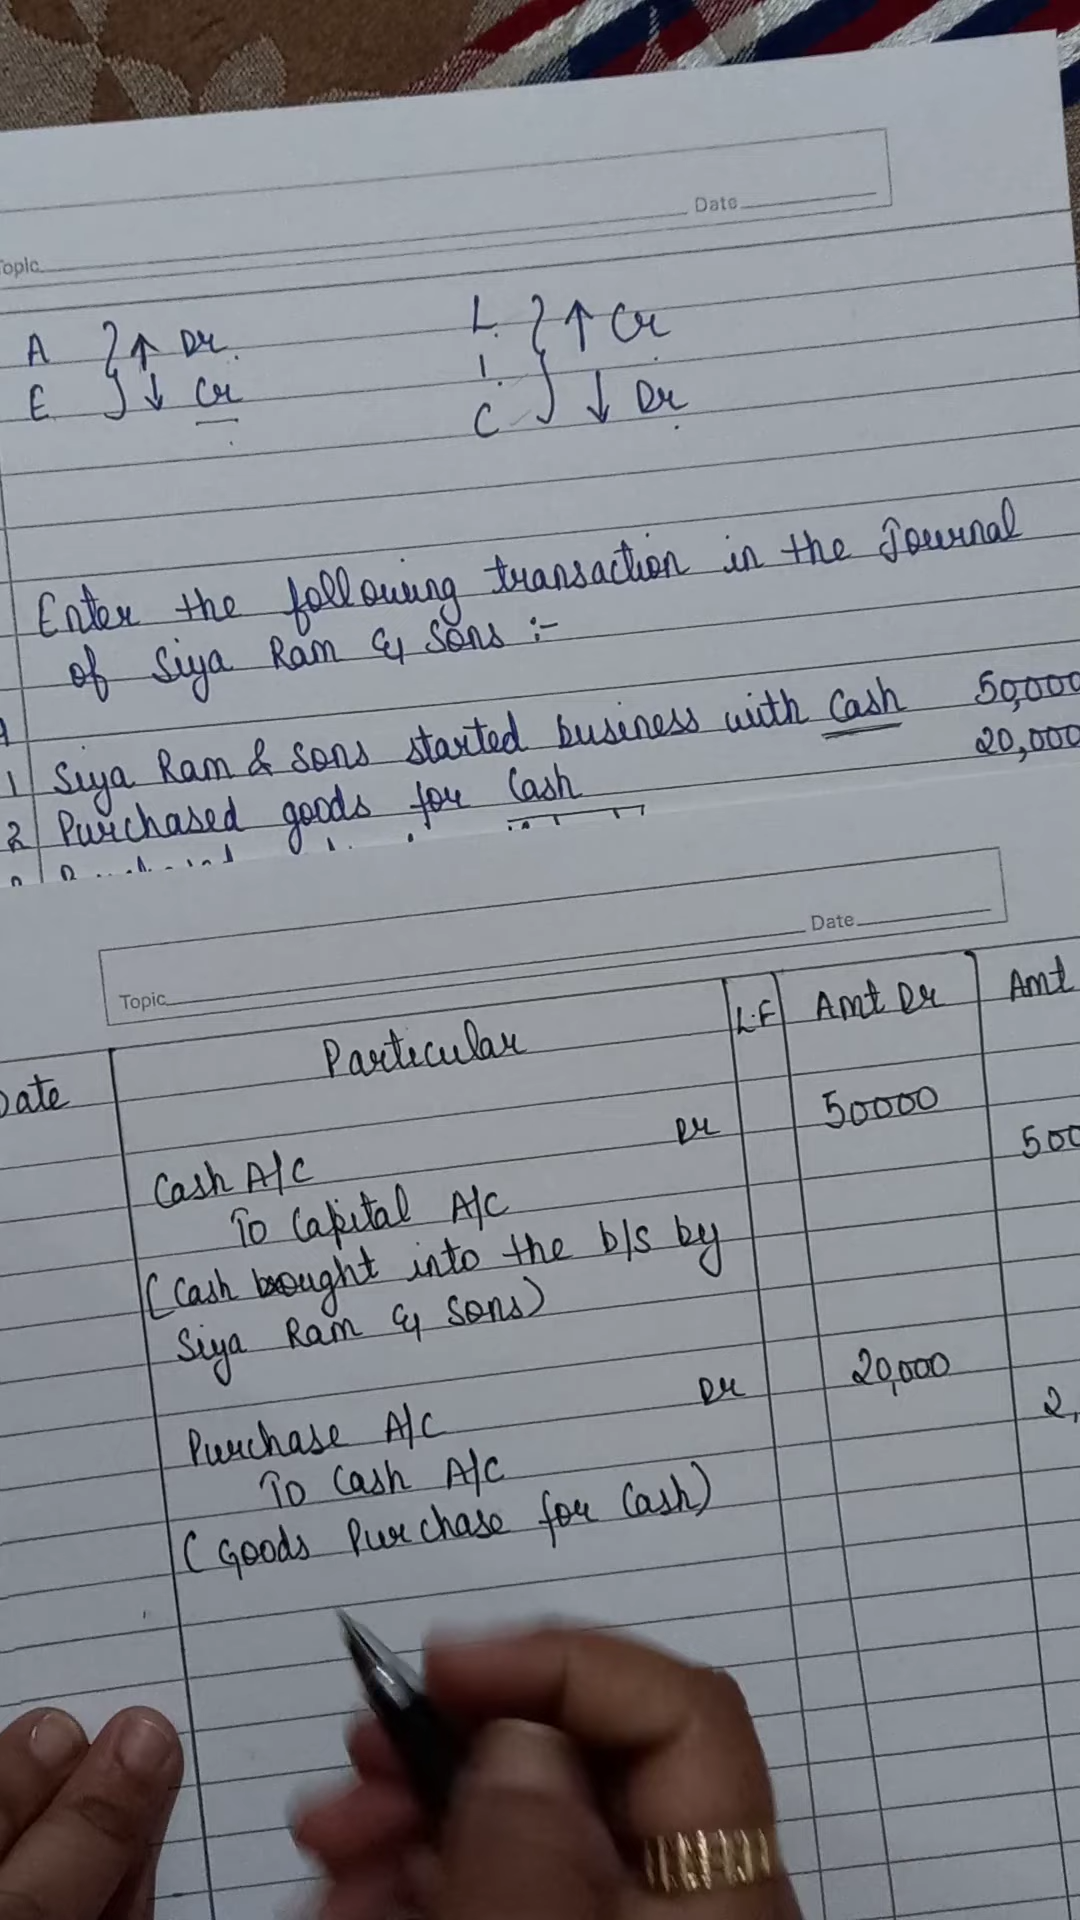 Topic Date
A ↑ Dr. L ↑ Cr
E ↓ Cr I
C ↓ Dr
Enter the following transaction in the Journal
of Siya Ram & Sons :-
1 Siya Ram & Sons started business with Cash 50,000
2 Purchased goods for Cash 20,000
Topic Date
Date Particular L.F Amt Dr Amt
Cash A/C Dr 50000
To Capital A/C 500
(Cash bought into the b/s by
Siya Ram & Sons)
Purchase A/C Dr 20,000
To Cash A/C 2,
(Goods Purchase for Cash)